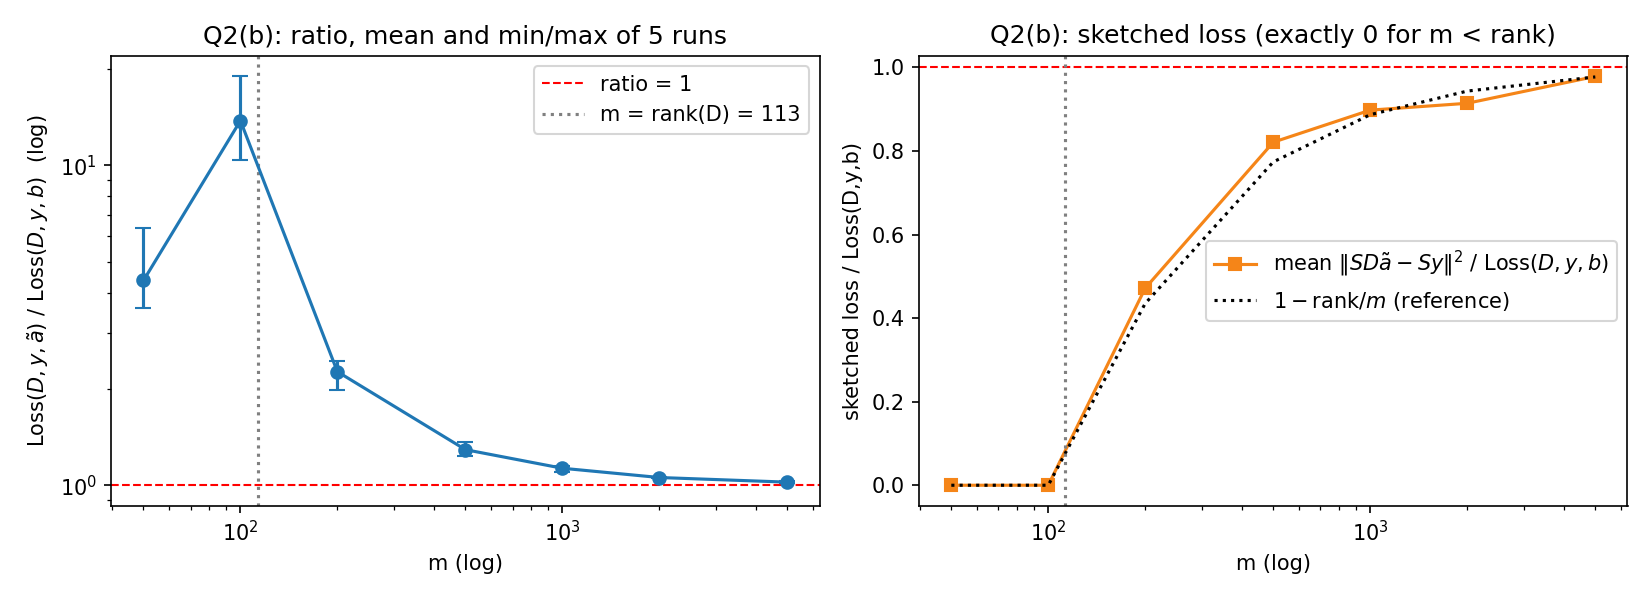 Q2(b): ratio, mean and min/max of 5 runs
Loss(D, y, ã) / Loss(D, y, b) (log)
10¹
10⁰
ratio = 1
m = rank(D) = 113
10²
10³
m (log)
Q2(b): sketched loss (exactly 0 for m < rank)
sketched loss / Loss(D,y,b)
1.0
0.8
0.6
0.4
0.2
0.0
mean ‖SDã − Sy‖² / Loss(D, y, b)
1 − rank/m (reference)
10²
10³
m (log)